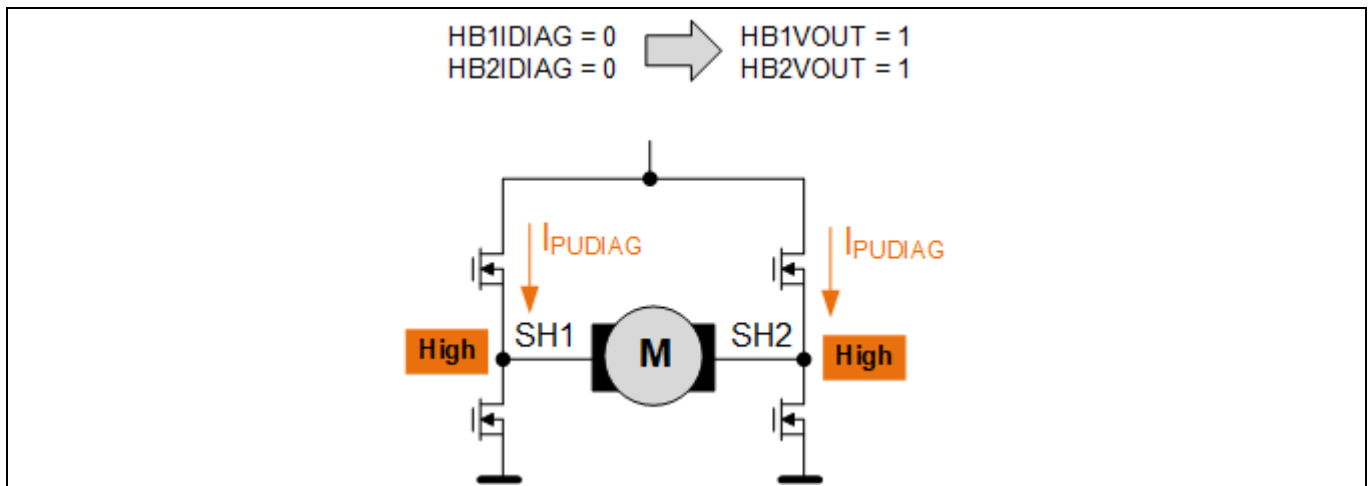 HB1IDIAG = 0 HB1VOUT = 1
HB2IDIAG = 0 HB2VOUT = 1
IPUDIAG IPUDIAG
High SH1 M SH2 High